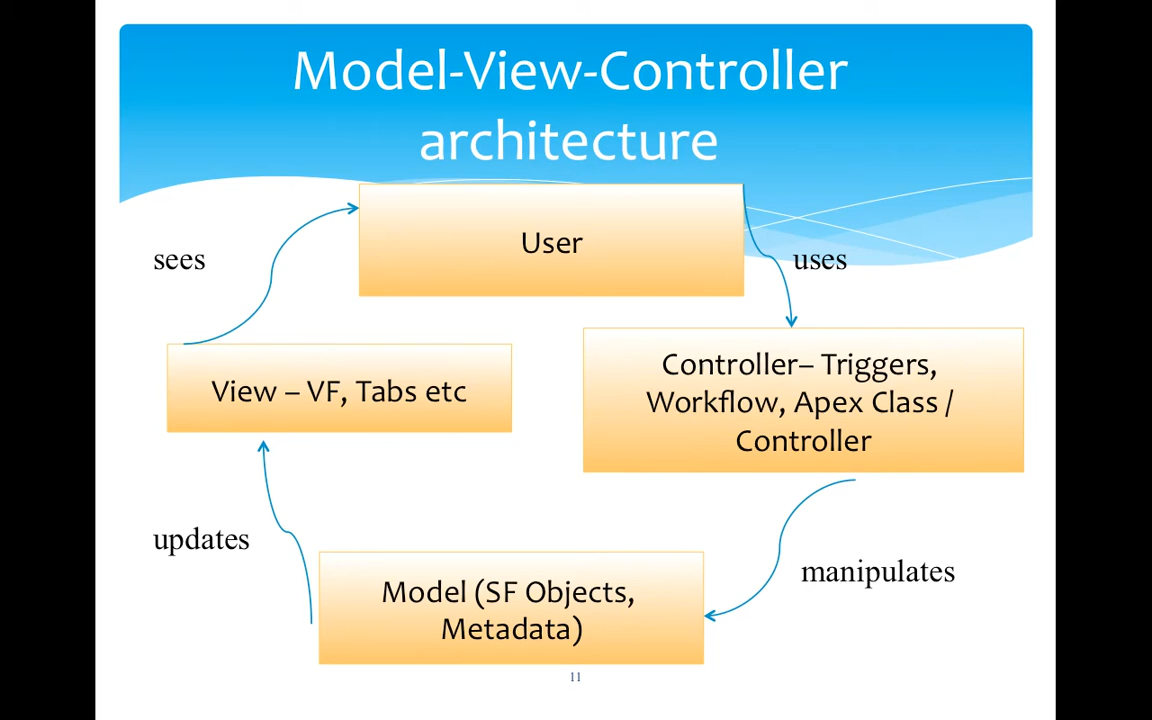 Model-View-Controller
architecture
User
sees
uses
View – VF, Tabs etc
Controller– Triggers,
Workflow, Apex Class /
Controller
updates
manipulates
Model (SF Objects,
Metadata)
11